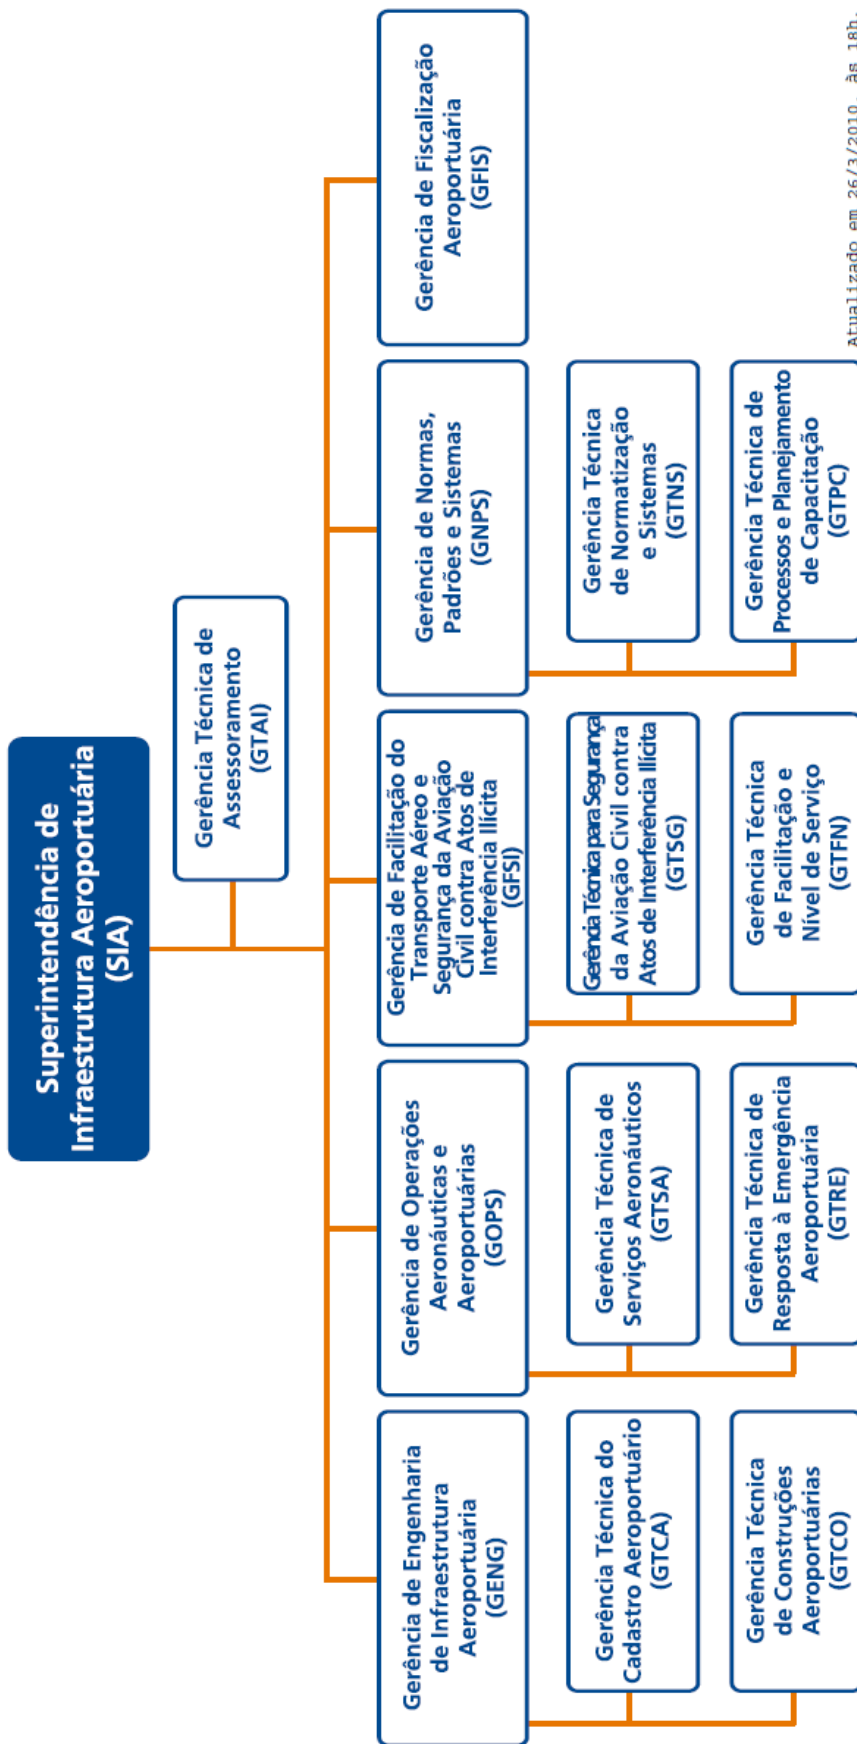 Superintendência de
Infraestrutura Aeroportuária
(SIA)
Gerência Técnica de
Assessoramento
(GTAI)
Gerência de Engenharia
de Infraestrutura
Aeroportuária
(GENG)
Gerência de Operações
Aeronáuticas e
Aeroportuárias
(GOPS)
Gerência de Facilitação do
Transporte Aéreo e
Segurança da Aviação
Civil contra Atos de
Interferência Ilícita
(GFSI)
Gerência de Normas,
Padrões e Sistemas
(GNPS)
Gerência de Fiscalização
Aeroportuária
(GFIS)
Gerência Técnica do
Cadastro Aeroportuário
(GTCA)
Gerência Técnica de
Serviços Aeronáuticos
(GTSA)
Gerência Técnica para Segurança
da Aviação Civil contra
Atos de Interferência Ilícita
(GTSG)
Gerência Técnica
de Normatização
e Sistemas
(GTNS)
Gerência Técnica
de Construções
Aeroportuárias
(GTCO)
Gerência Técnica de
Resposta à Emergência
Aeroportuária
(GTRE)
Gerência Técnica
de Facilitação e
Nível de Serviço
(GTFN)
Gerência Técnica de
Processos e Planejamento
de Capacitação
(GTPC)
Atualizado em 26/3/2010, às 18h.